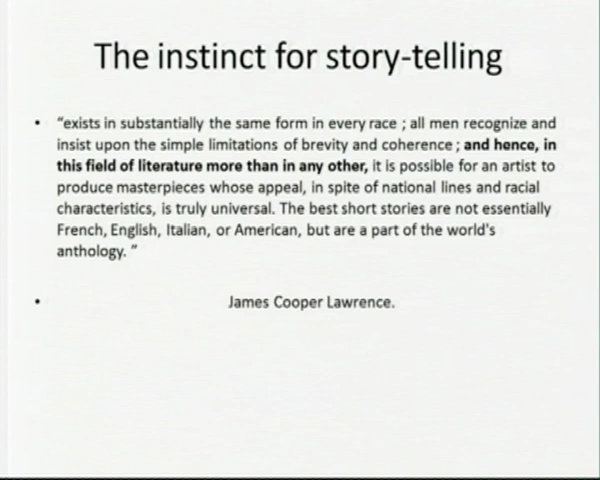 The instinct for story-telling
• "exists in substantially the same form in every race ; all men recognize and
insist upon the simple limitations of brevity and coherence ; and hence, in
this field of literature more than in any other, it is possible for an artist to
produce masterpieces whose appeal, in spite of national lines and racial
characteristics, is truly universal. The best short stories are not essentially
French, English, Italian, or American, but are a part of the world's
anthology. "
• James Cooper Lawrence.